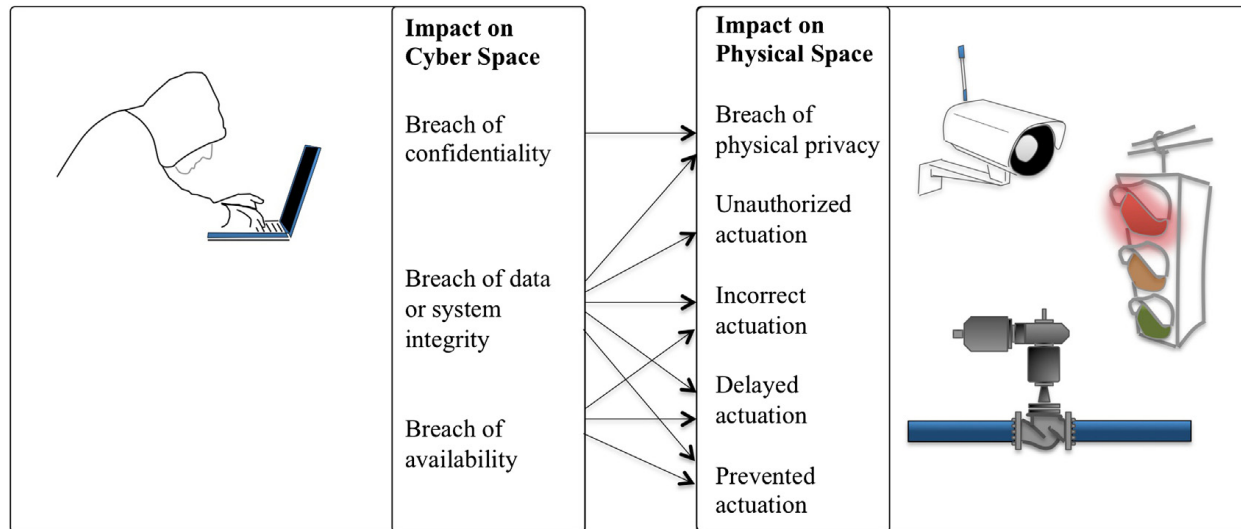 Impact on
Cyber Space
Breach of
confidentiality
Breach of data
or system
integrity
Breach of
availability
Impact on
Physical Space
Breach of
physical privacy
Unauthorized
actuation
Incorrect
actuation
Delayed
actuation
Prevented
actuation